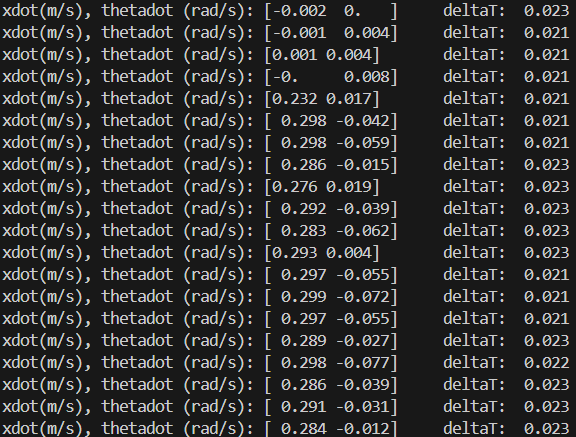 xdot(m/s), thetadot (rad/s): [-0.002  0.   ]     deltaT:  0.023
xdot(m/s), thetadot (rad/s): [-0.001  0.004]     deltaT:  0.021
xdot(m/s), thetadot (rad/s): [0.001 0.004]       deltaT:  0.021
xdot(m/s), thetadot (rad/s): [-0.     0.008]     deltaT:  0.021
xdot(m/s), thetadot (rad/s): [0.232 0.017]       deltaT:  0.021
xdot(m/s), thetadot (rad/s): [ 0.298 -0.042]     deltaT:  0.021
xdot(m/s), thetadot (rad/s): [ 0.298 -0.059]     deltaT:  0.021
xdot(m/s), thetadot (rad/s): [ 0.286 -0.015]     deltaT:  0.023
xdot(m/s), thetadot (rad/s): [0.276 0.019]       deltaT:  0.023
xdot(m/s), thetadot (rad/s): [ 0.292 -0.039]     deltaT:  0.023
xdot(m/s), thetadot (rad/s): [ 0.283 -0.062]     deltaT:  0.023
xdot(m/s), thetadot (rad/s): [0.293 0.004]       deltaT:  0.023
xdot(m/s), thetadot (rad/s): [ 0.297 -0.055]     deltaT:  0.021
xdot(m/s), thetadot (rad/s): [ 0.299 -0.072]     deltaT:  0.021
xdot(m/s), thetadot (rad/s): [ 0.297 -0.055]     deltaT:  0.021
xdot(m/s), thetadot (rad/s): [ 0.289 -0.027]     deltaT:  0.023
xdot(m/s), thetadot (rad/s): [ 0.298 -0.077]     deltaT:  0.022
xdot(m/s), thetadot (rad/s): [ 0.286 -0.039]     deltaT:  0.023
xdot(m/s), thetadot (rad/s): [ 0.291 -0.031]     deltaT:  0.023
xdot(m/s), thetadot (rad/s): [ 0.284 -0.012]     deltaT:  0.023